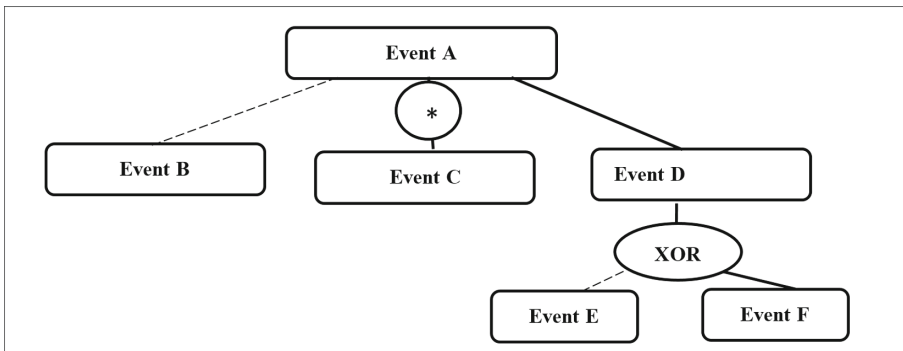 Event A
*
Event B
Event C
Event D
XOR
Event E
Event F